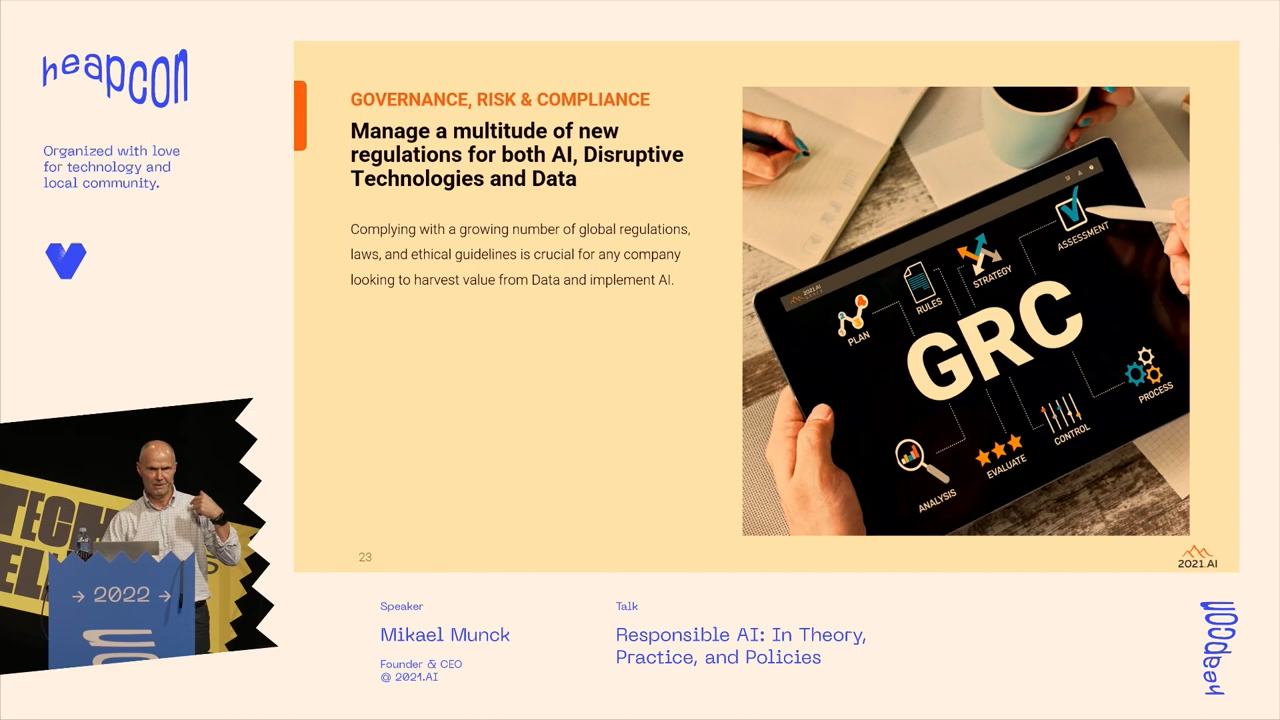 heapcon
Organized with love
for technology and
local community.
GOVERNANCE, RISK & COMPLIANCE
Manage a multitude of new
regulations for both AI, Disruptive
Technologies and Data
Complying with a growing number of global regulations,
laws, and ethical guidelines is crucial for any company
looking to harvest value from Data and implement AI.
2021.AI
PLAN
RULES
STRATEGY
ASSESSMENT
GRC
ANALYSIS
EVALUATE
CONTROL
PROCESS
23
2021.AI
→ 2022 →
Speaker
Mikael Munck
Founder & CEO
@ 2021.AI
Talk
Responsible AI: In Theory,
Practice, and Policies
heapcon